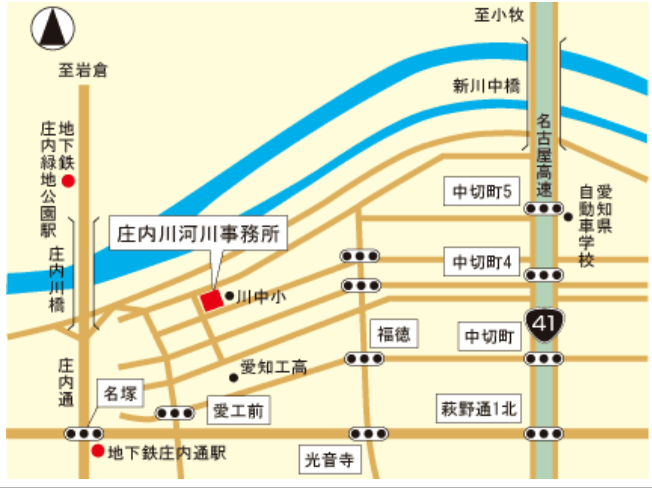 至小牧
至岩倉
新川中橋
名古屋高速
地下鉄
庄内緑地公園駅
中切町5
愛知県
自動車学校
庄内川河川事務所
庄内川橋
中切町4
川中小
41
福徳
中切町
愛知工高
庄内通
名塚
愛工前
萩野通1北
地下鉄庄内通駅
光音寺